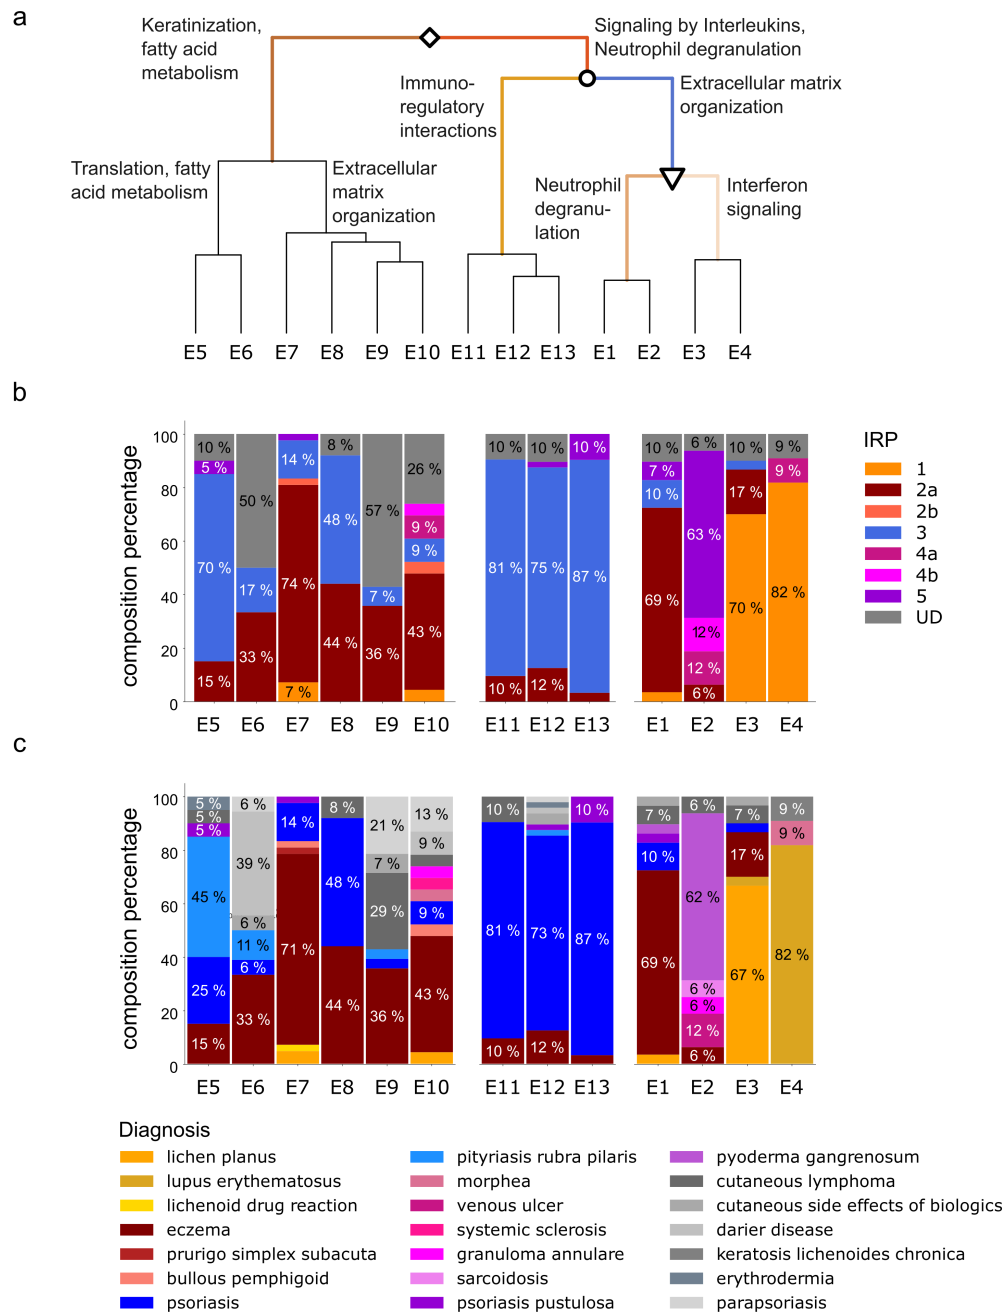 a
Keratinization,
fatty acid
metabolism
Signaling by Interleukins,
Neutrophil degranulation
Immuno-
regulatory
interactions
Extracellular matrix
organization
Translation, fatty
acid metabolism
Extracellular
matrix
organization
Neutrophil
degranu-
lation
Interferon
signaling
E5 E6 E7 E8 E9 E10 E11 E12 E13 E1 E2 E3 E4
b
composition percentage
100
80
60
40
20
0
10 %
5 %
70 %
15 %
50 %
17 %
33 %
14 %
74 %
7 %
8 %
48 %
44 %
57 %
7 %
36 %
26 %
9 %
9 %
43 %
10 %
81 %
10 %
10 %
75 %
12 %
10 %
87 %
10 %
7 %
10 %
69 %
6 %
63 %
12%
12 %
6%
10 %
17 %
70 %
9 %
9 %
82 %
E5 E6 E7 E8 E9 E10 E11 E12 E13 E1 E2 E3 E4
IRP
1
2a
2b
3
4a
4b
5
UD
c
composition percentage
100
80
60
40
20
0
5 %
5 %
5 %
45 %
25 %
15 %
6 %
39 %
6 %
11 %
6 %
33 %
14 %
71 %
8 %
48 %
44 %
21 %
7 %
29 %
36 %
13 %
9 %
9 %
43 %
10 %
81 %
10 %
73 %
12 %
10 %
87 %
7 %
10 %
69 %
6 %
62 %
6 %
6 %
12 %
6 %
7 %
17 %
67 %
9 %
9 %
82 %
E5 E6 E7 E8 E9 E10 E11 E12 E13 E1 E2 E3 E4
Diagnosis
lichen planus
lupus erythematosus
lichenoid drug reaction
eczema
prurigo simplex subacuta
bullous pemphigoid
psoriasis
pityriasis rubra pilaris
morphea
venous ulcer
systemic sclerosis
granuloma annulare
sarcoidosis
psoriasis pustulosa
pyoderma gangrenosum
cutaneous lymphoma
cutaneous side effects of biologics
darier disease
keratosis lichenoides chronica
erythrodermia
parapsoriasis